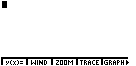 y(x)= WIND ZOOM TRACE GRAPH